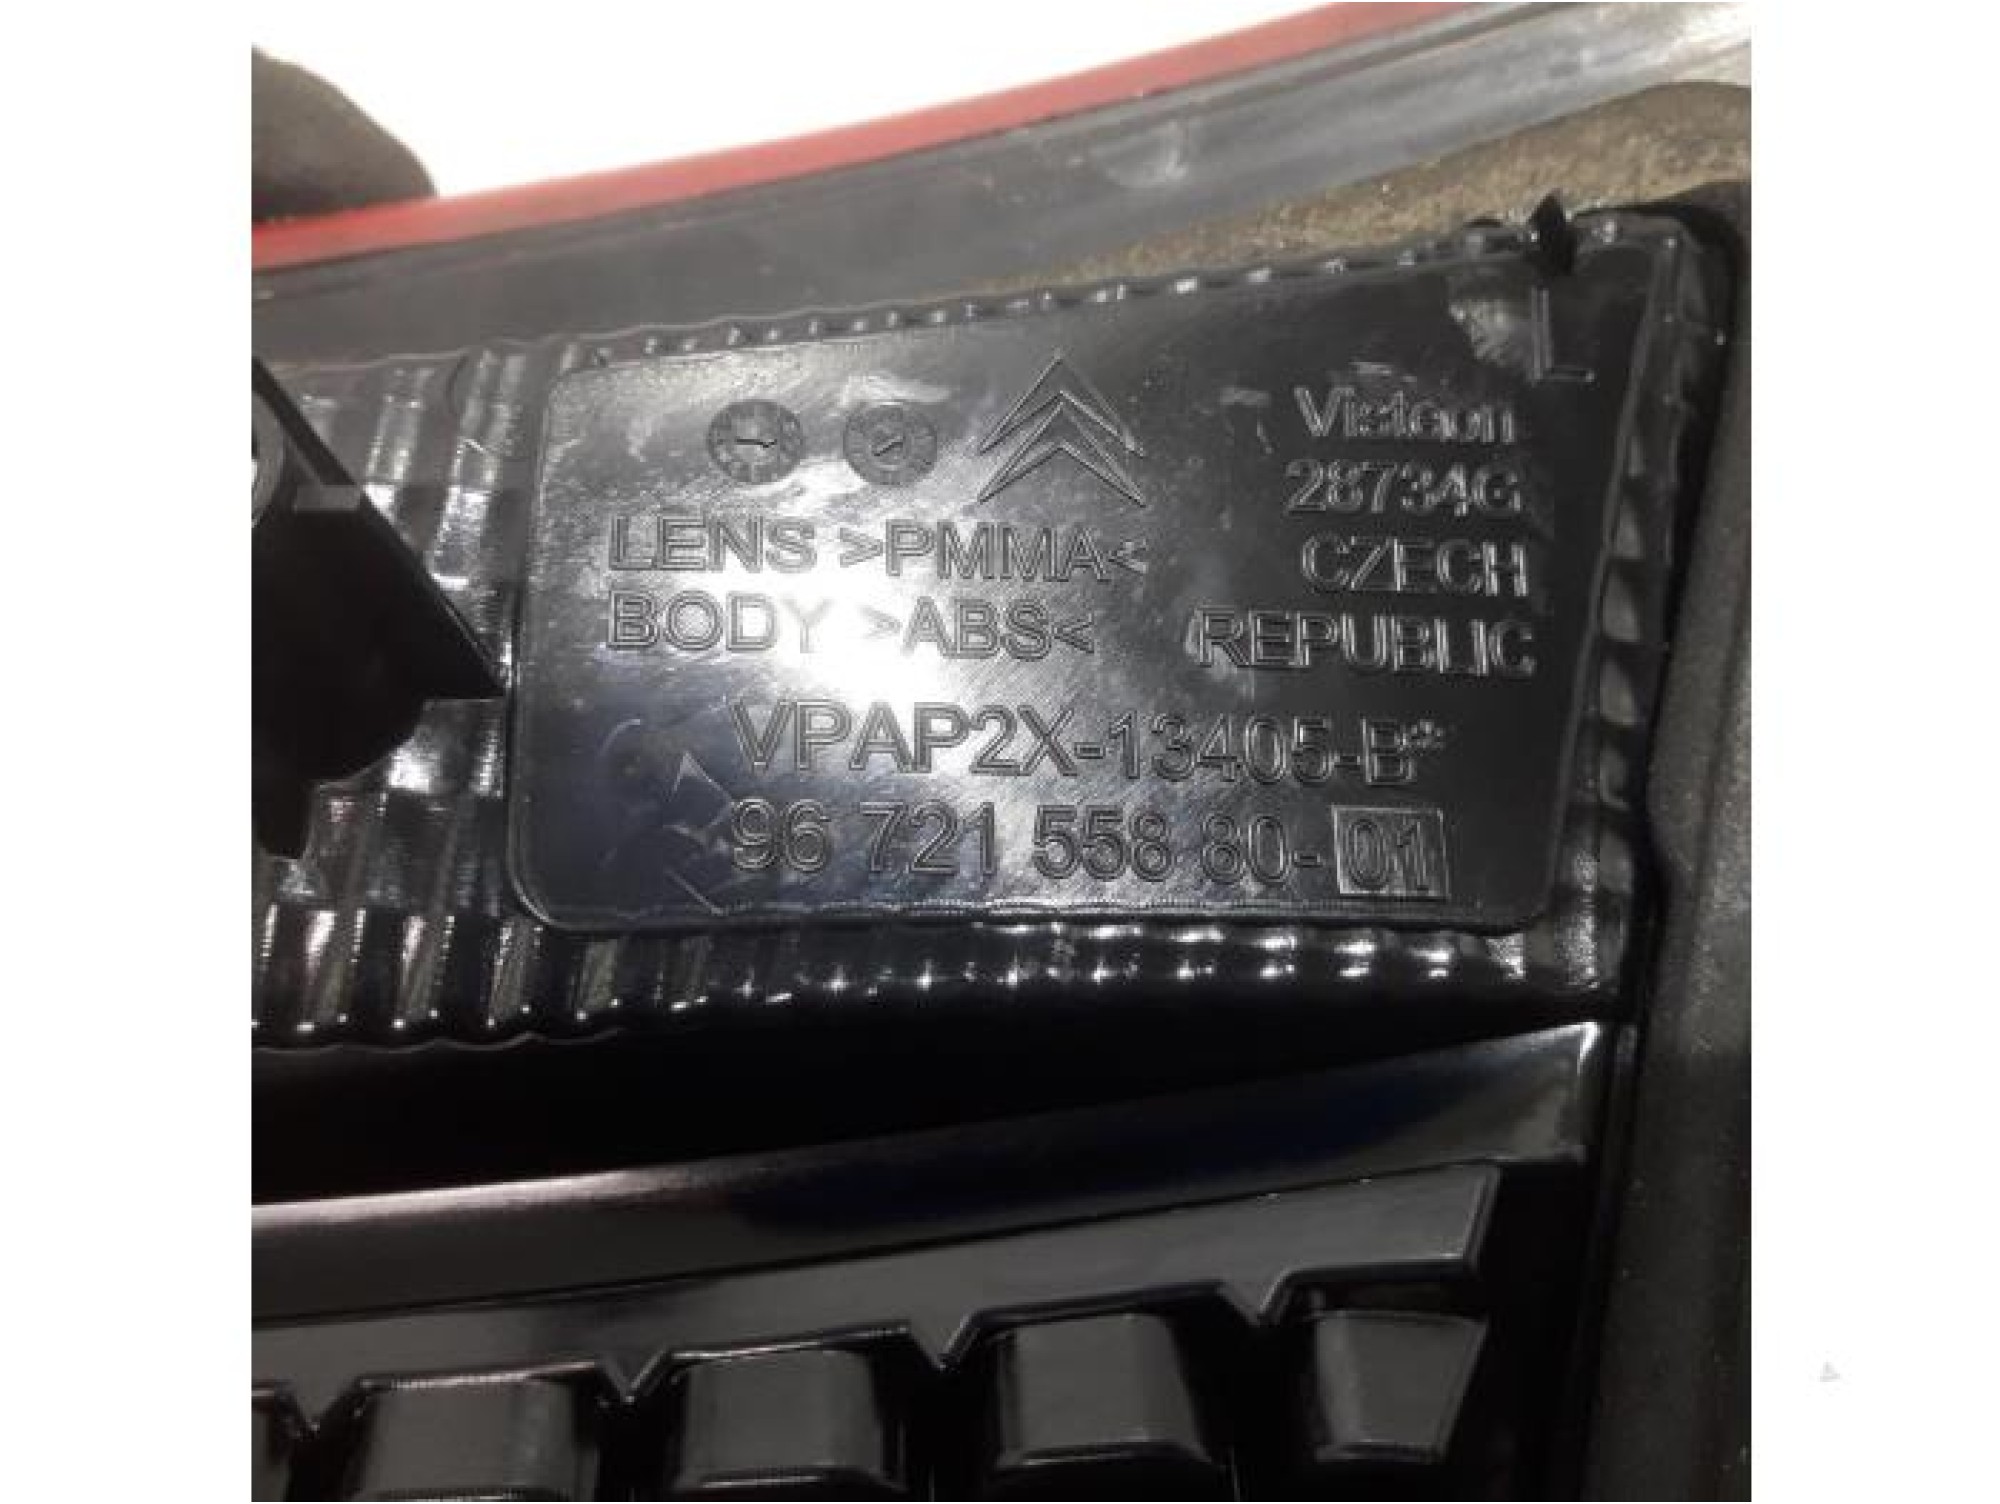 L
Visteon
28734G
LENS >PMMA< CZECH
BODY >ABS< REPUBLIC
VPAP2X-13405-B*
96 721 558 80-01